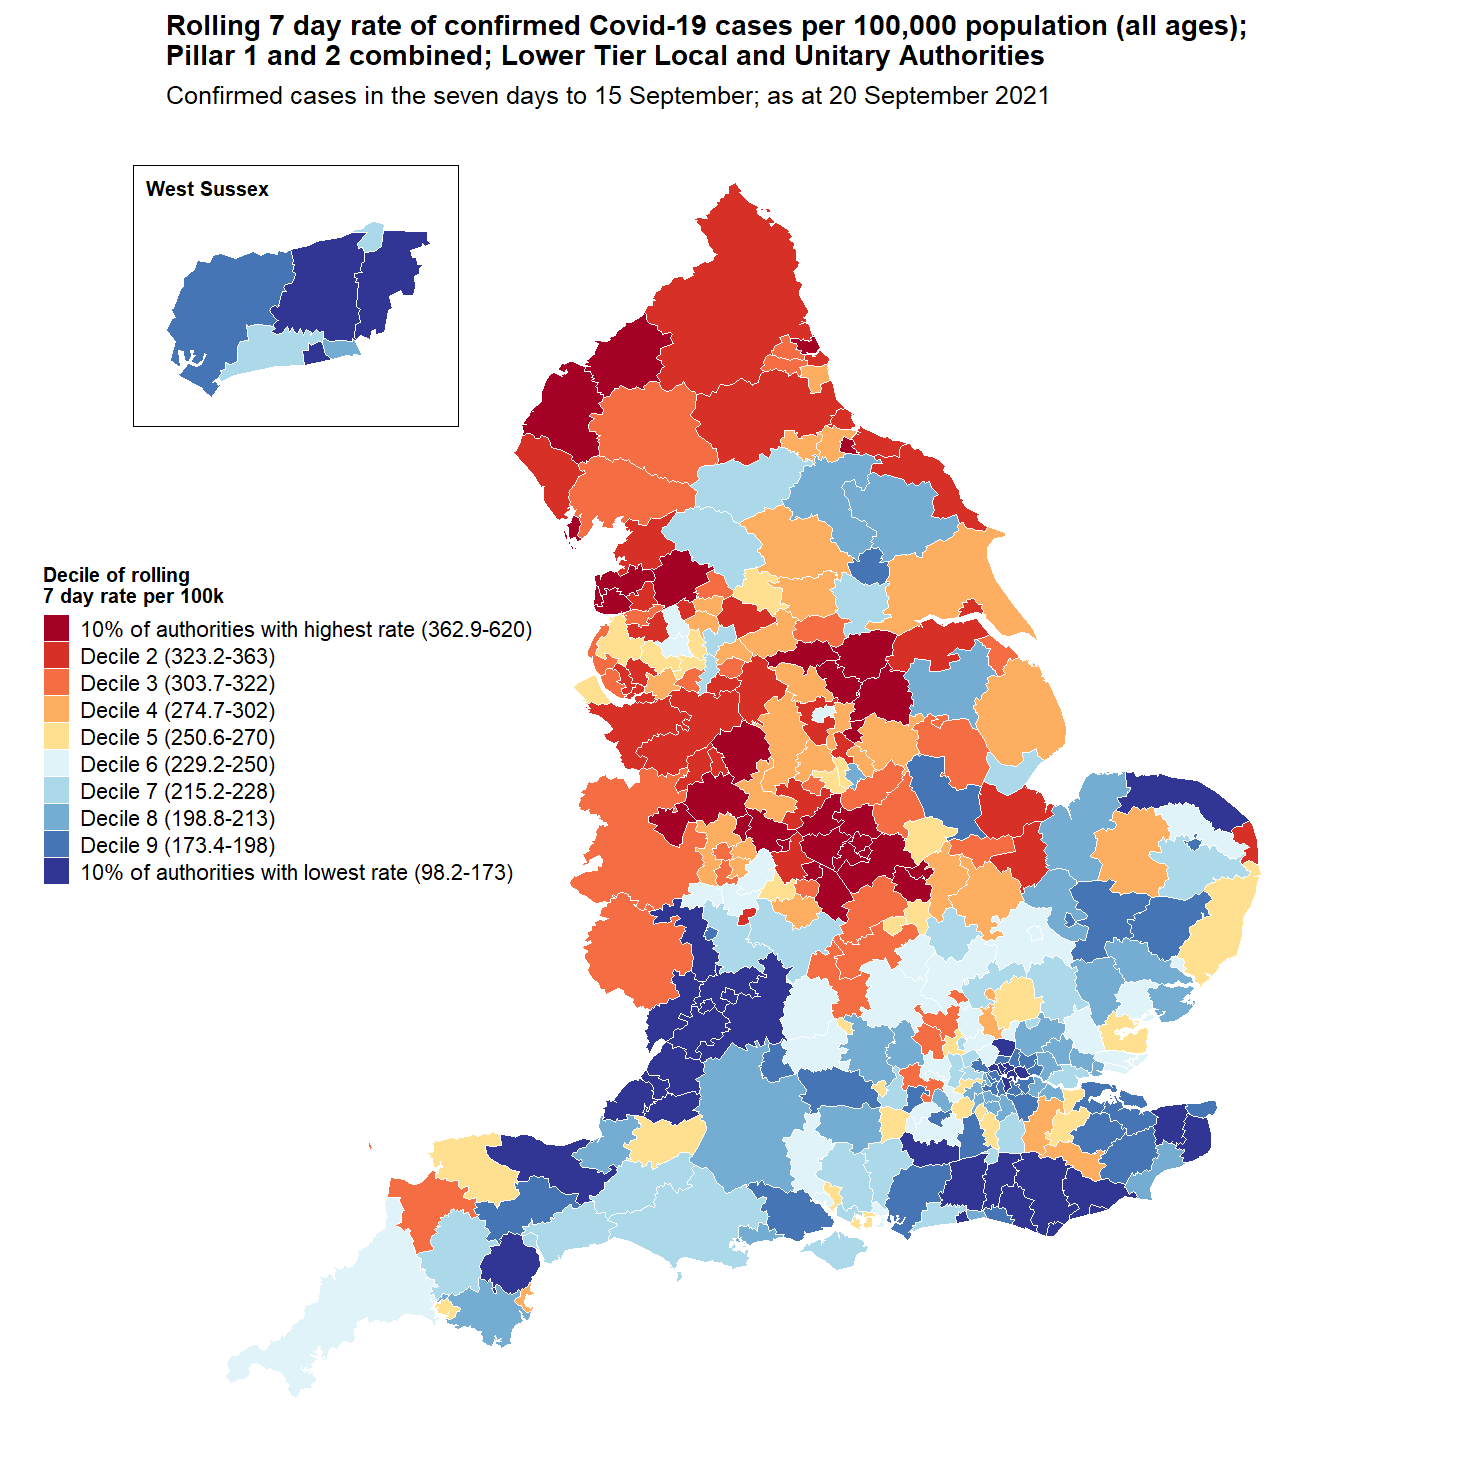 Rolling 7 day rate of confirmed Covid-19 cases per 100,000 population (all ages);
Pillar 1 and 2 combined; Lower Tier Local and Unitary Authorities
Confirmed cases in the seven days to 15 September; as at 20 September 2021
West Sussex
Decile of rolling
7 day rate per 100k
10% of authorities with highest rate (362.9-620)
Decile 2 (323.2-363)
Decile 3 (303.7-322)
Decile 4 (274.7-302)
Decile 5 (250.6-270)
Decile 6 (229.2-250)
Decile 7 (215.2-228)
Decile 8 (198.8-213)
Decile 9 (173.4-198)
10% of authorities with lowest rate (98.2-173)